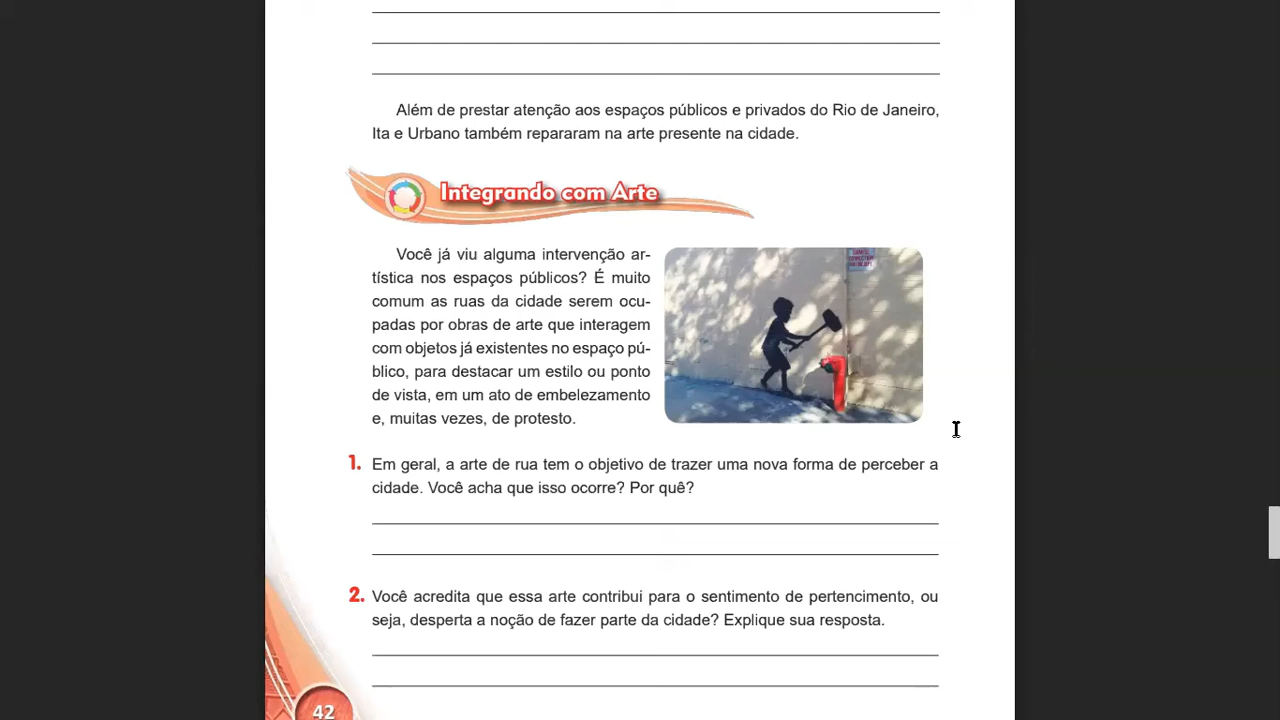 Além de prestar atenção aos espaços públicos e privados do Rio de Janeiro,
Ita e Urbano também repararam na arte presente na cidade.
Integrando com Arte
Você já viu alguma intervenção ar-
tística nos espaços públicos? É muito
comum as ruas da cidade serem ocu-
padas por obras de arte que interagem
com objetos já existentes no espaço pú-
blico, para destacar um estilo ou ponto
de vista, em um ato de embelezamento
e, muitas vezes, de protesto.
1. Em geral, a arte de rua tem o objetivo de trazer uma nova forma de perceber a
cidade. Você acha que isso ocorre? Por quê?
2. Você acredita que essa arte contribui para o sentimento de pertencimento, ou
seja, desperta a noção de fazer parte da cidade? Explique sua resposta.
42